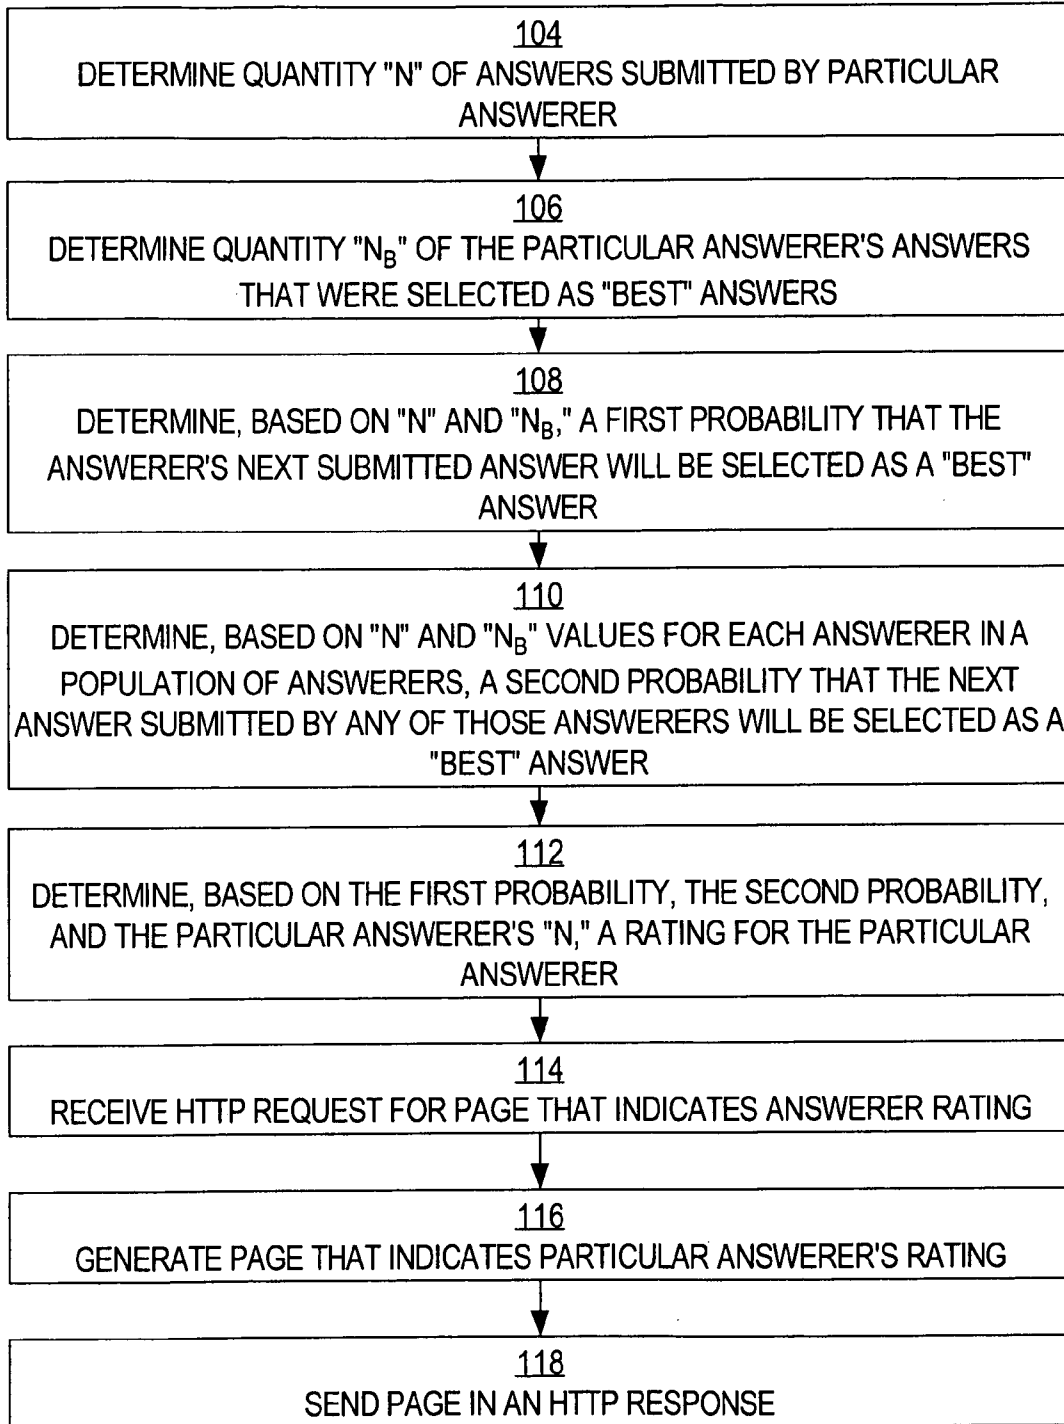 104
DETERMINE QUANTITY "N" OF ANSWERS SUBMITTED BY PARTICULAR
ANSWERER
106
DETERMINE QUANTITY "N_B" OF THE PARTICULAR ANSWERER'S ANSWERS
THAT WERE SELECTED AS "BEST" ANSWERS
108
DETERMINE, BASED ON "N" AND "N_B," A FIRST PROBABILITY THAT THE
ANSWERER'S NEXT SUBMITTED ANSWER WILL BE SELECTED AS A "BEST"
ANSWER
110
DETERMINE, BASED ON "N" AND "N_B" VALUES FOR EACH ANSWERER IN A
POPULATION OF ANSWERERS, A SECOND PROBABILITY THAT THE NEXT
ANSWER SUBMITTED BY ANY OF THOSE ANSWERERS WILL BE SELECTED AS A
"BEST" ANSWER
112
DETERMINE, BASED ON THE FIRST PROBABILITY, THE SECOND PROBABILITY,
AND THE PARTICULAR ANSWERER'S "N," A RATING FOR THE PARTICULAR
ANSWERER
114
RECEIVE HTTP REQUEST FOR PAGE THAT INDICATES ANSWERER RATING
116
GENERATE PAGE THAT INDICATES PARTICULAR ANSWERER'S RATING
118
SEND PAGE IN AN HTTP RESPONSE